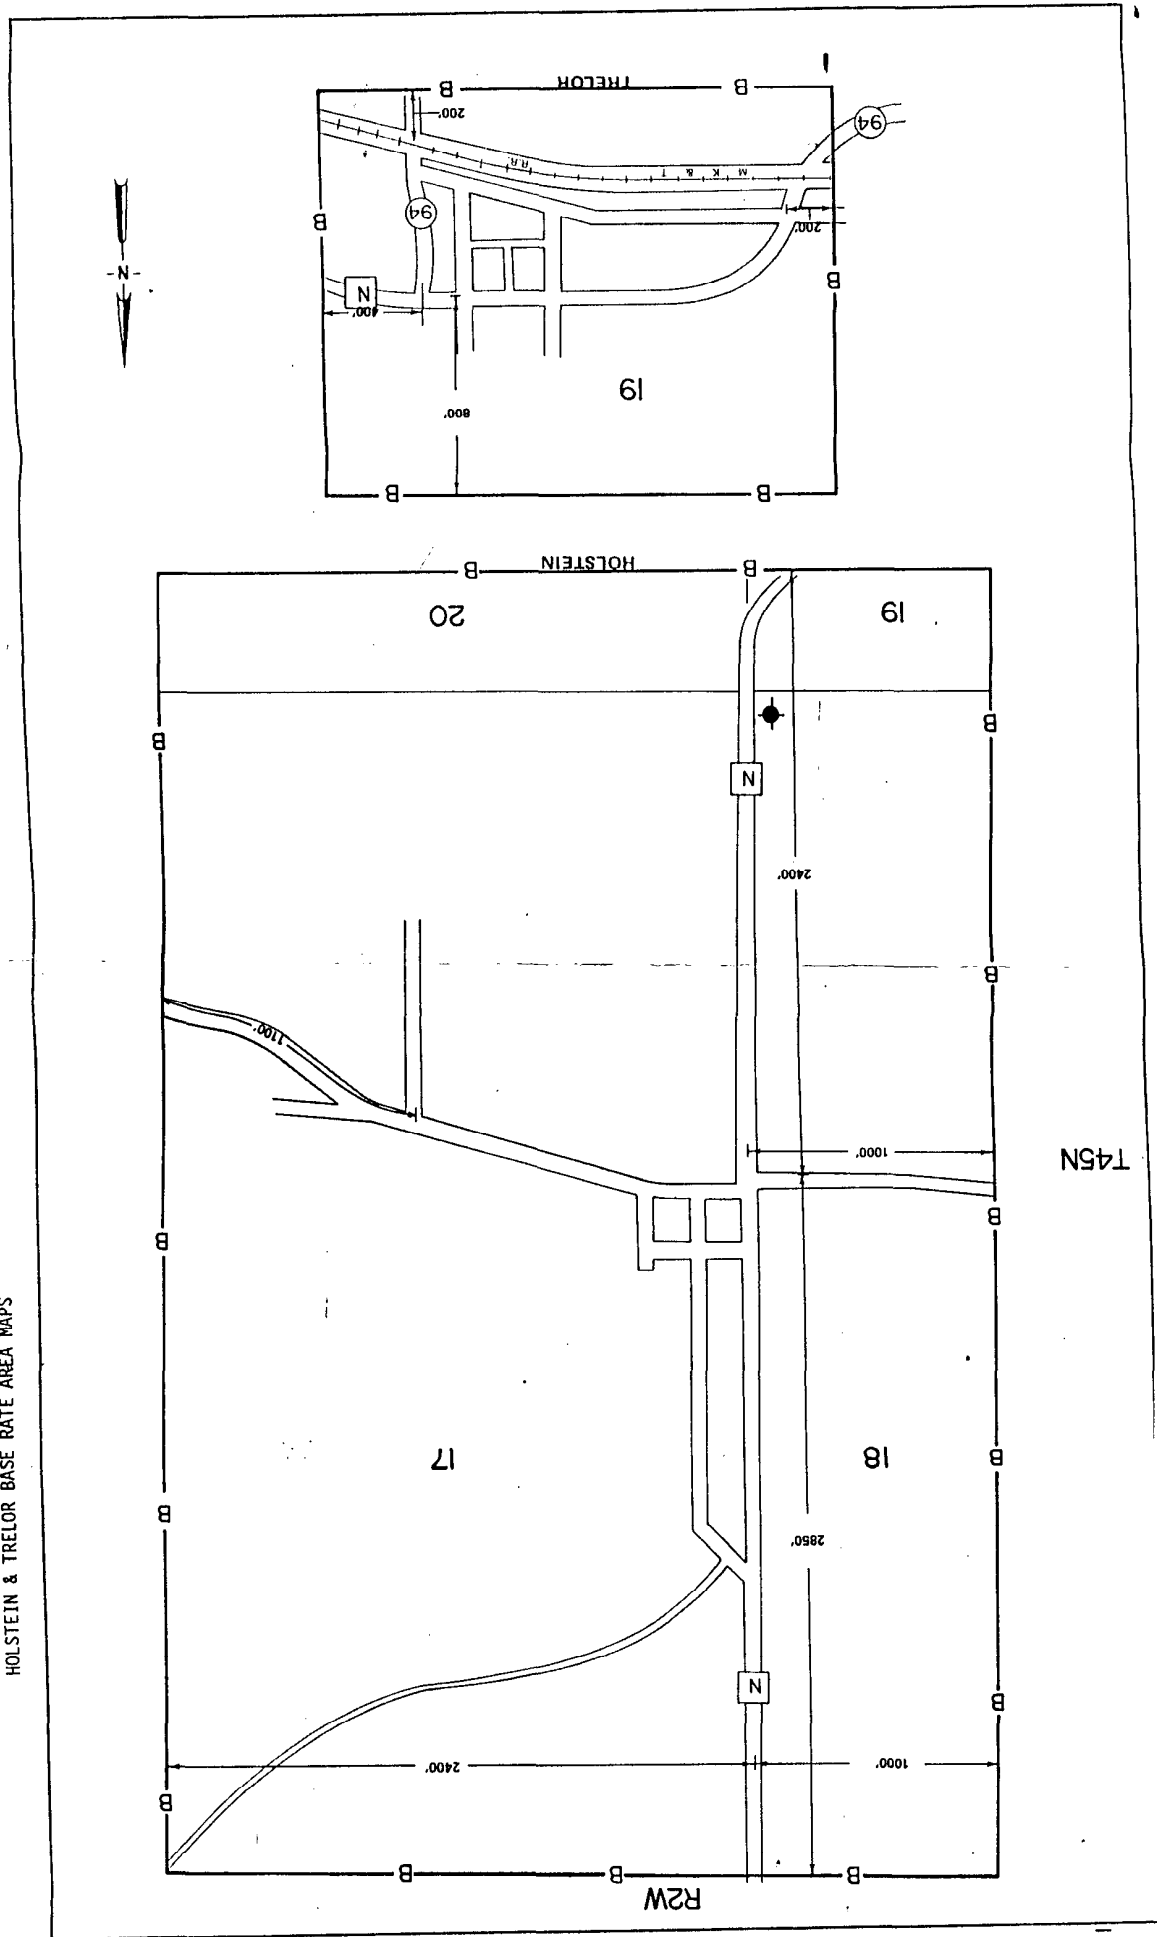 HOLSTEIN & TRELOR BASE RATE AREA MAPS
R2W
B
B
B
B
1000'
2400'
B
N
B
2850'
B
18
17
B
B
B
T45N
1000'
1100'
B
2400'
N
B
B
19
20
B
HOLSTEIN
B
B
B
19
800'
400'
N
B
B
200'
94
94
M K & T R.R.
200'
B
TRELOR
B
N